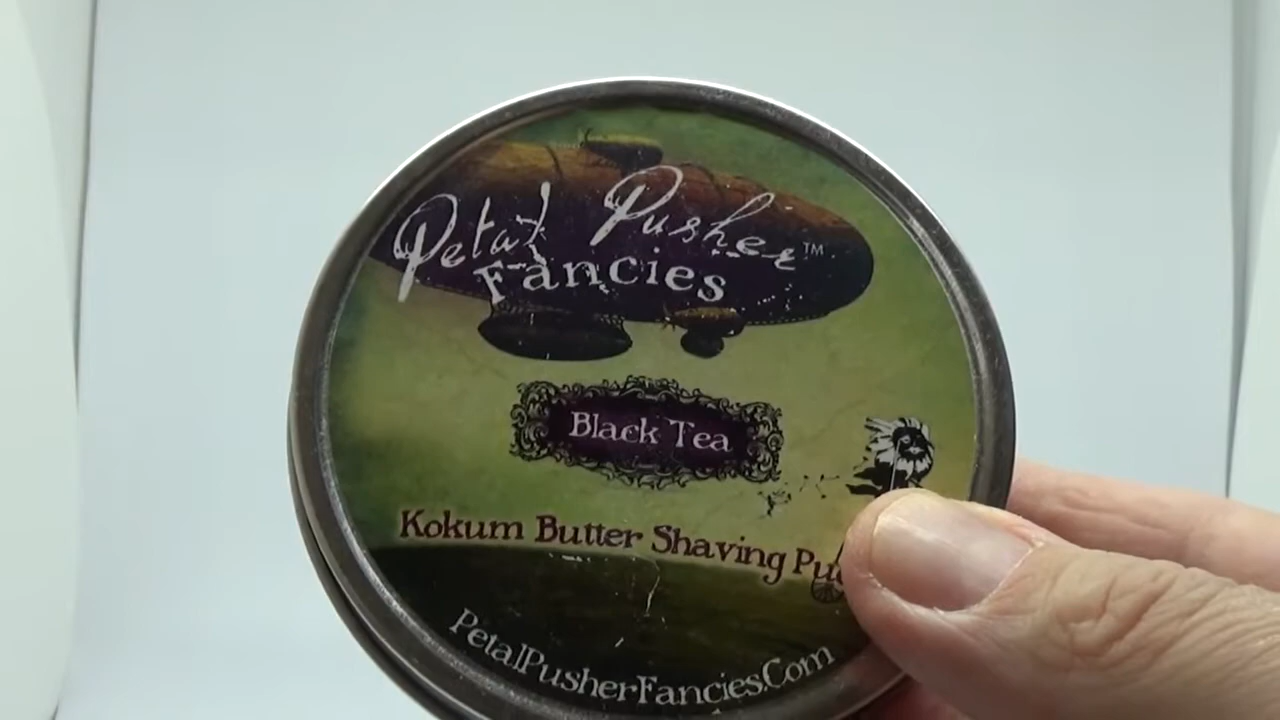 Petal Pusher™
Fancies
Black Tea
Kokum Butter Shaving
PetalPusherFancies.Com